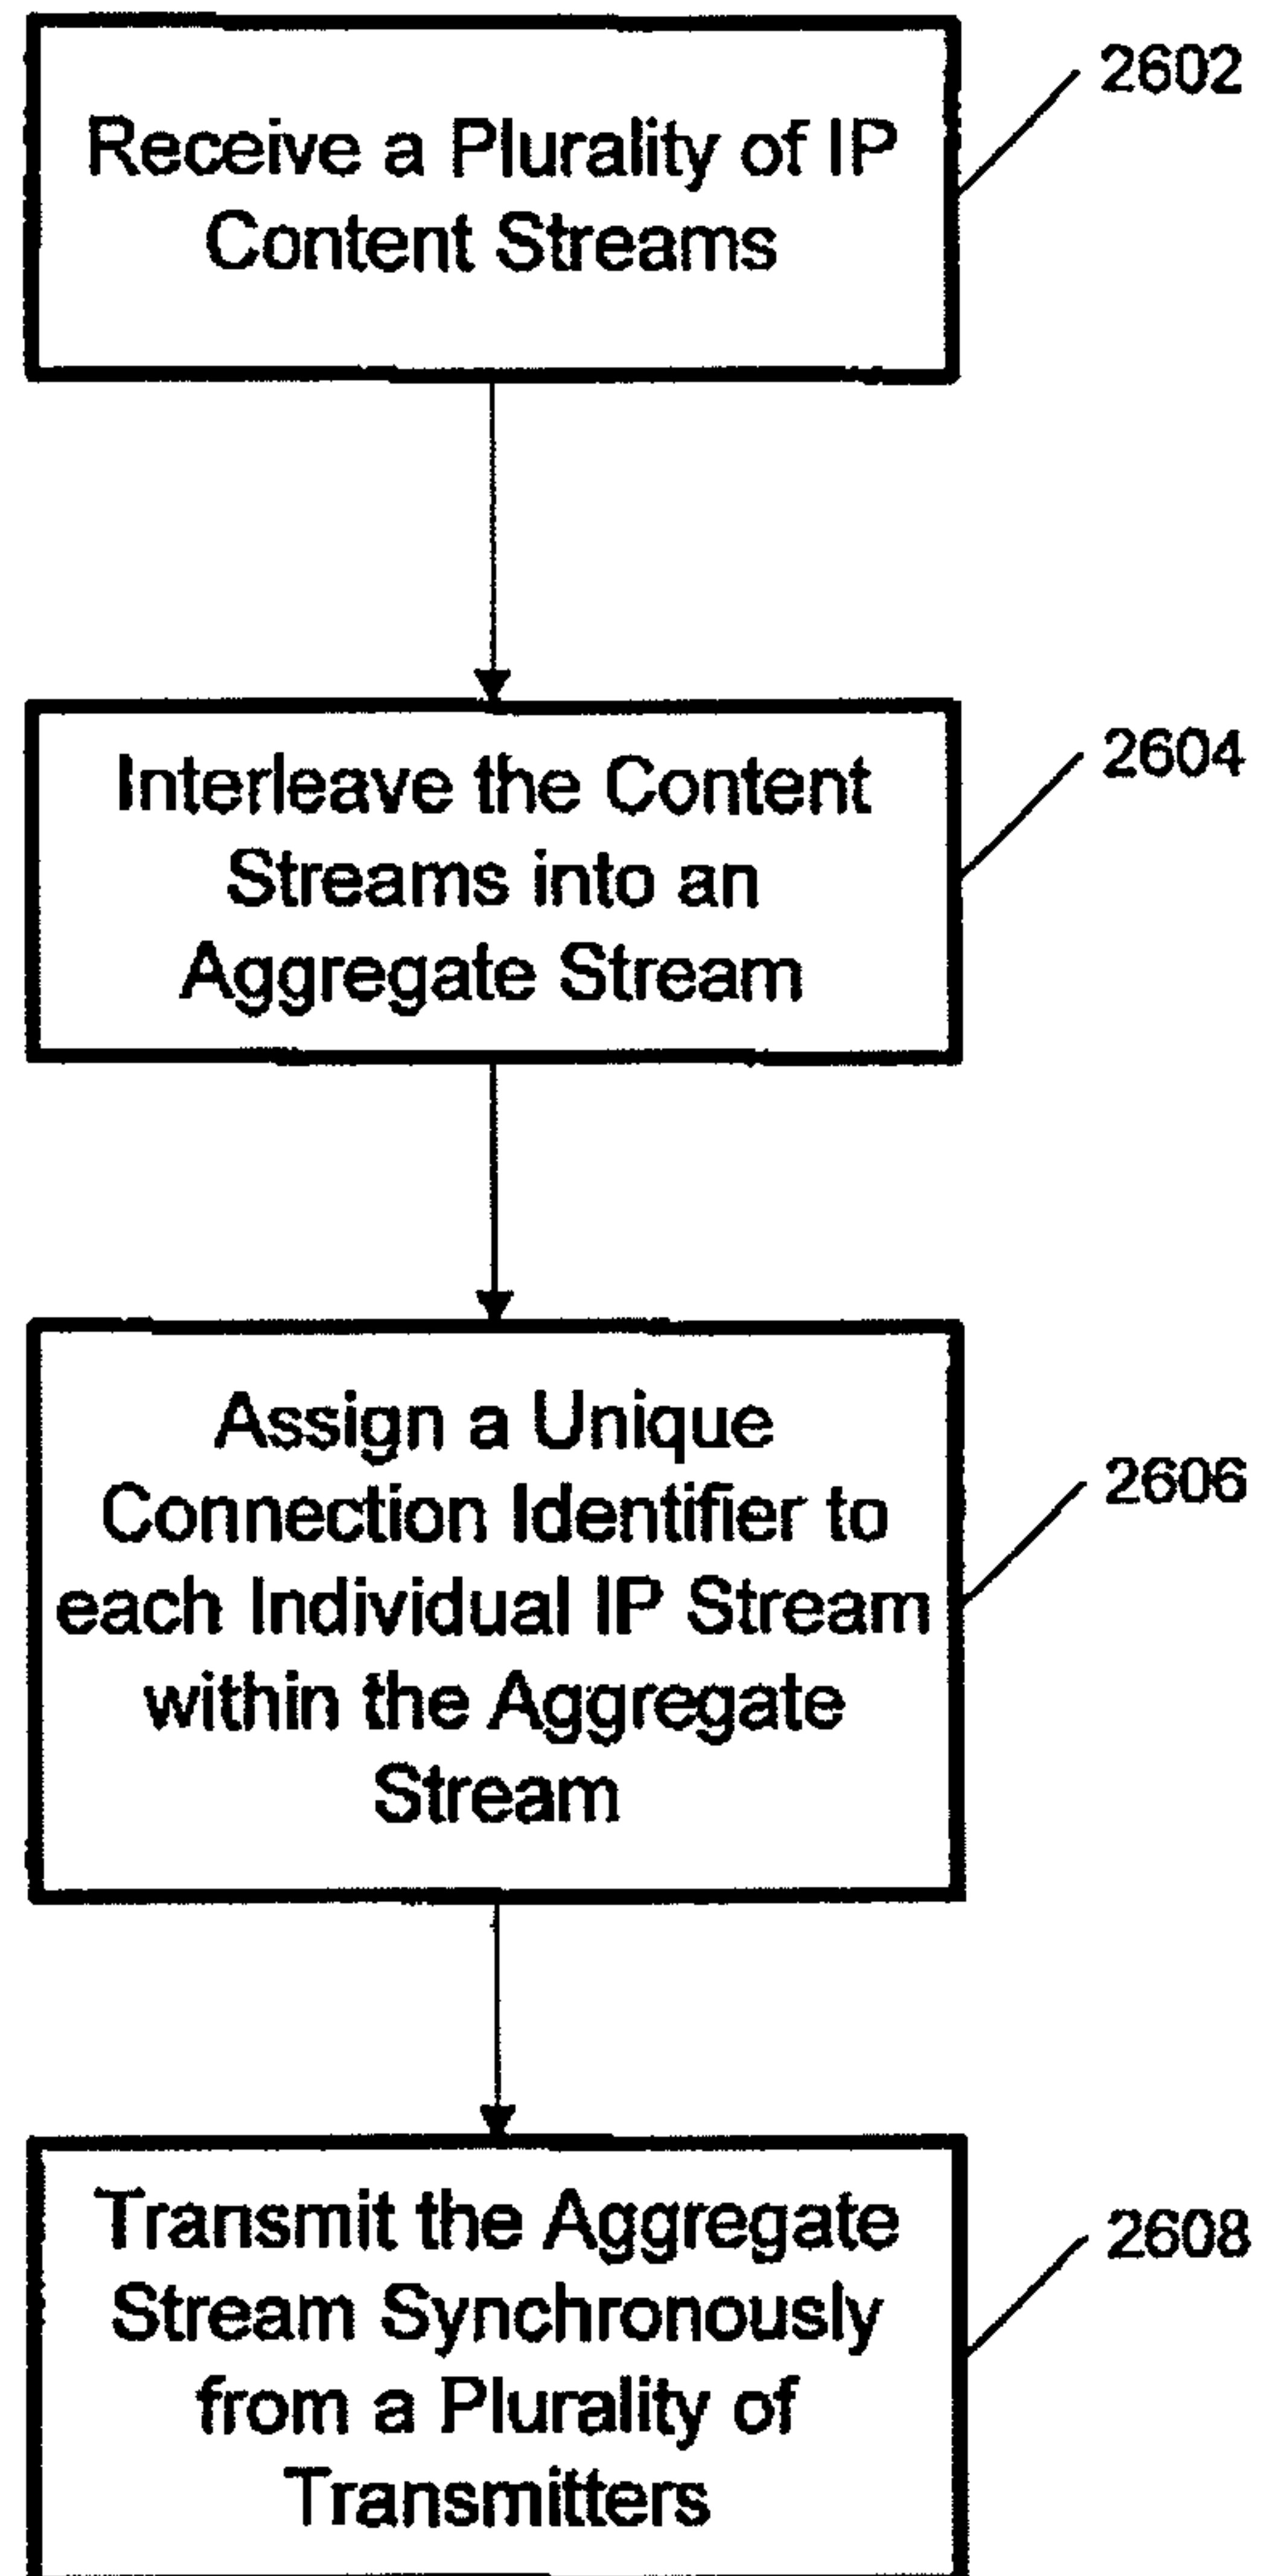 Receive a Plurality of IP
Content Streams
2602
Interleave the Content
Streams into an
Aggregate Stream
2604
Assign a Unique
Connection Identifier to
each Individual IP Stream
within the Aggregate
Stream
2606
Transmit the Aggregate
Stream Synchronously
from a Plurality of
Transmitters
2608